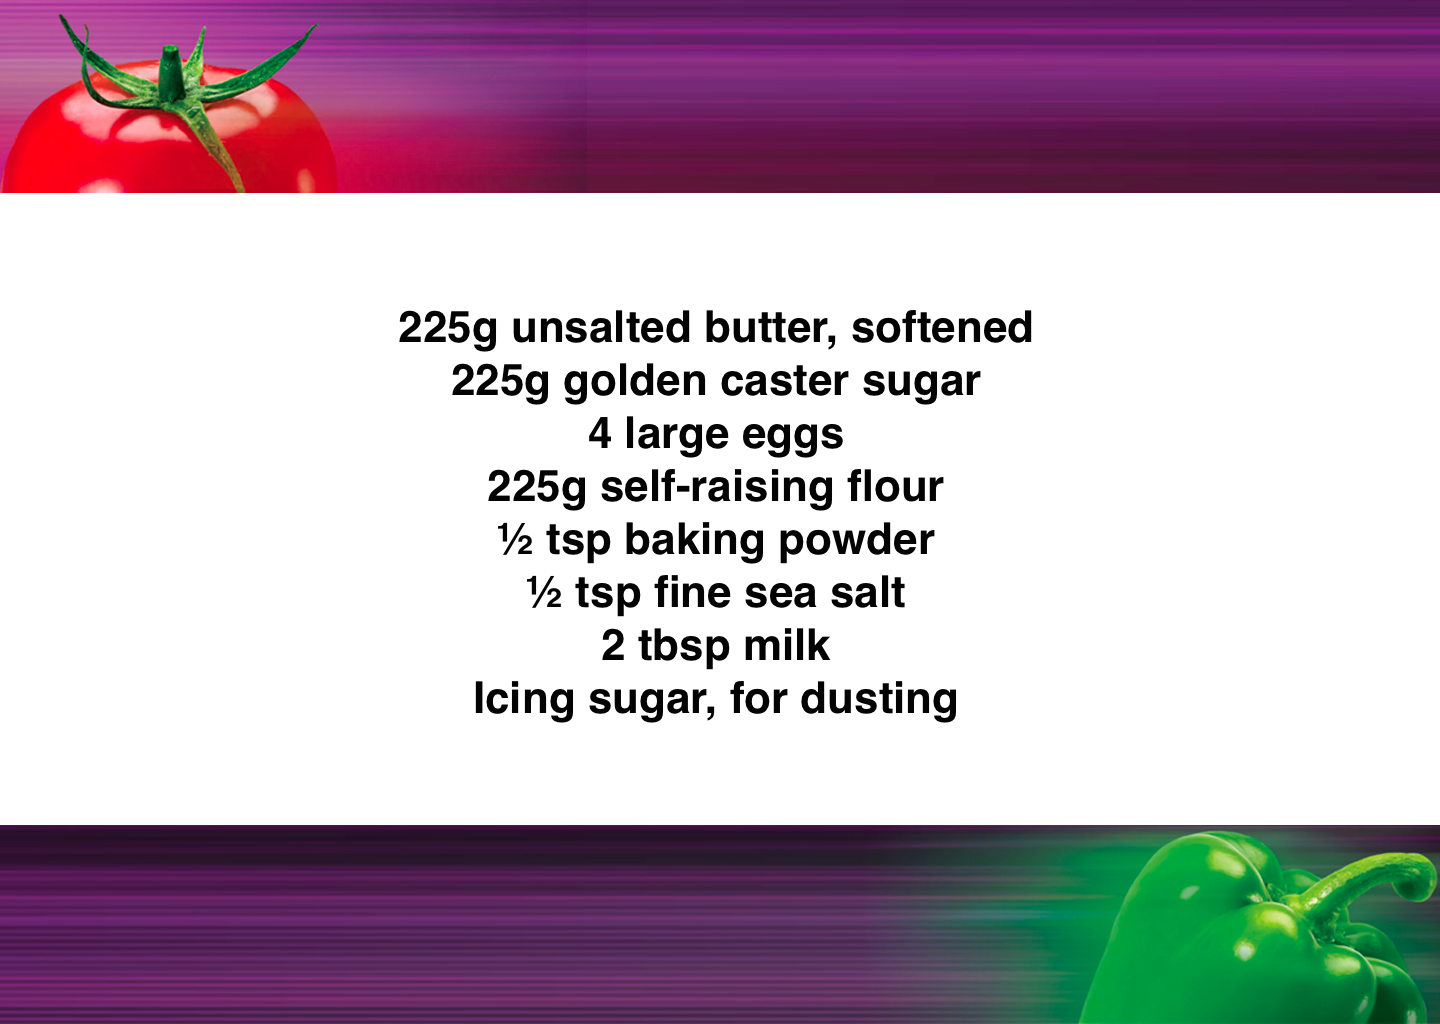 225g unsalted butter, softened
225g golden caster sugar
4 large eggs
225g self-raising flour
½ tsp baking powder
½ tsp fine sea salt
2 tbsp milk
Icing sugar, for dusting